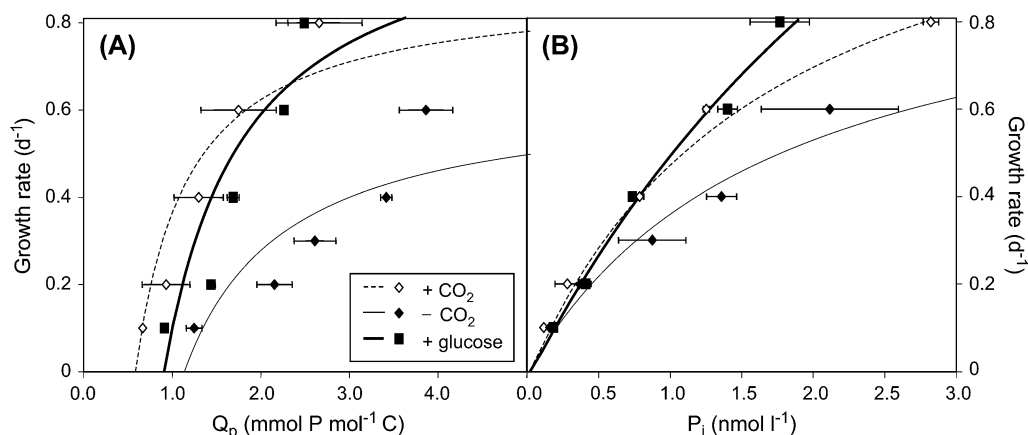 (A)
(B)
Growth rate (d⁻¹)
0.8
0.6
0.4
0.2
0
0.0
1.0
2.0
3.0
4.0
Qp (mmol P mol⁻¹ C)
+ CO₂
− CO₂
+ glucose
0.0
0.5
1.0
1.5
2.0
2.5
3.0
Pi (nmol l⁻¹)
0.8
0.6
0.4
0.2
0
Growth rate (d⁻¹)